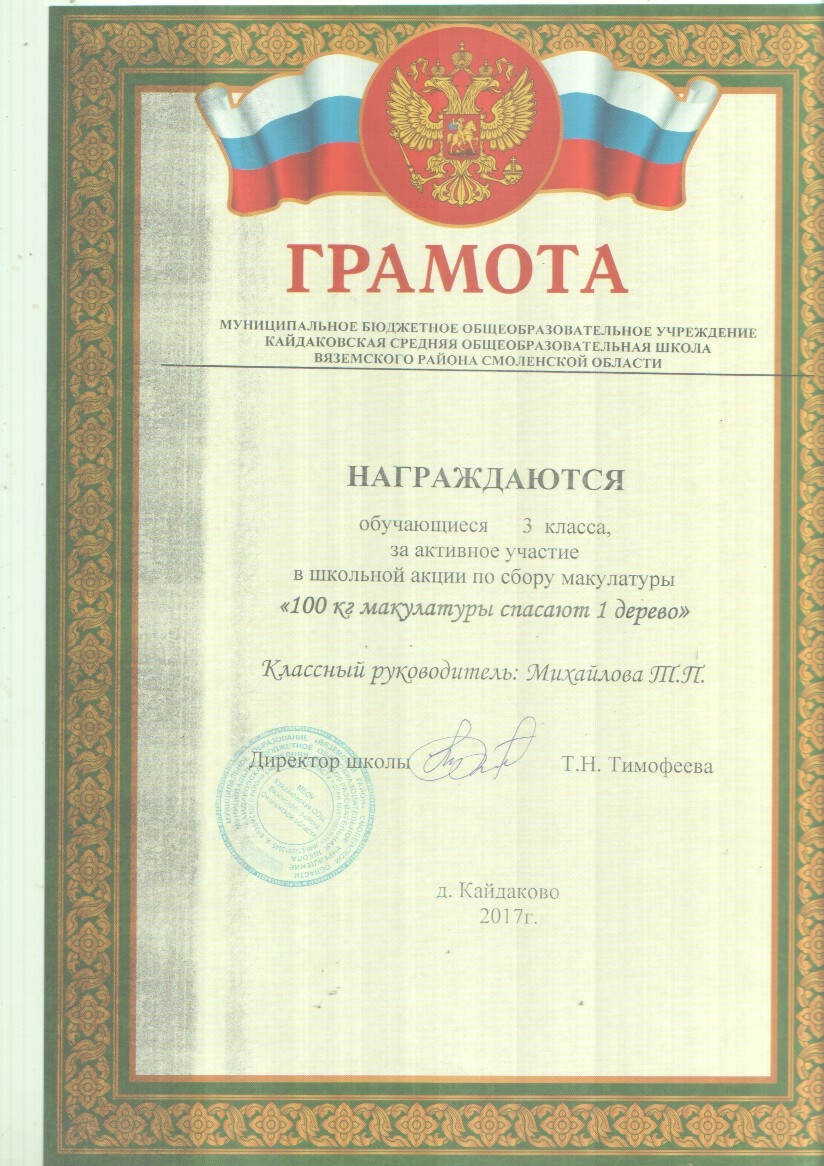 ГРАМОТА
МУНИЦИПАЛЬНОЕ БЮДЖЕТНОЕ ОБЩЕОБРАЗОВАТЕЛЬНОЕ УЧРЕЖДЕНИЕ
КАЙДАКОВСКАЯ СРЕДНЯЯ ОБЩЕОБРАЗОВАТЕЛЬНАЯ ШКОЛА
ВЯЗЕМСКОГО РАЙОНА СМОЛЕНСКОЙ ОБЛАСТИ
НАГРАЖДАЮТСЯ
обучающиеся 3 класса,
за активное участие
в школьной акции по сбору макулатуры
«100 кг макулатуры спасают 1 дерево»
Классный руководитель: Михайлова Т.П.
Директор школы Т.Н. Тимофеева
д. Кайдаково
2017г.